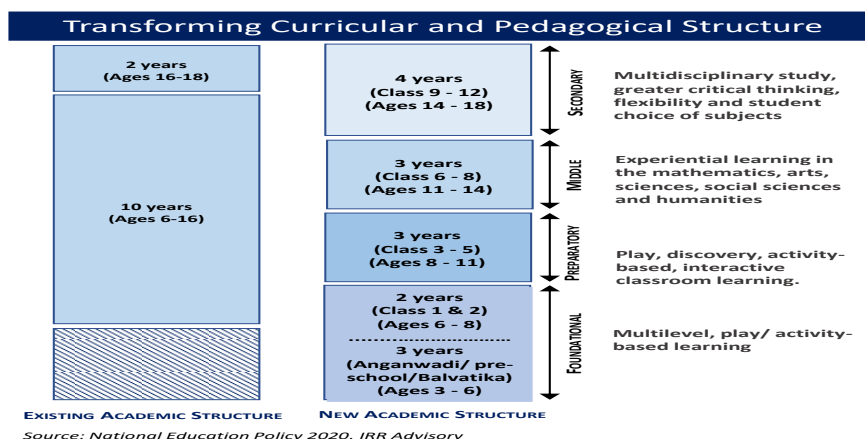 Transforming Curricular and Pedagogical Structure
2 years
(Ages 16-18)
10 years
(Ages 6-16)
EXISTING ACADEMIC STRUCTURE
4 years
(Class 9 - 12)
(Ages 14 - 18)
SECONDARY
Multidisciplinary study,
greater critical thinking,
flexibility and student
choice of subjects
3 years
(Class 6 - 8)
(Ages 11 - 14)
MIDDLE
Experiential learning in
the mathematics, arts,
sciences, social sciences
and humanities
3 years
(Class 3 - 5)
(Ages 8 - 11)
PREPARATORY
Play, discovery, activity-
based, interactive
classroom learning.
2 years
(Class 1 & 2)
(Ages 6 - 8)
3 years
(Anganwadi/ pre-
school/Balvatika)
(Ages 3 - 6)
FOUNDATIONAL
Multilevel, play/ activity-
based learning
NEW ACADEMIC STRUCTURE
Source: National Education Policy 2020, IRR Advisory